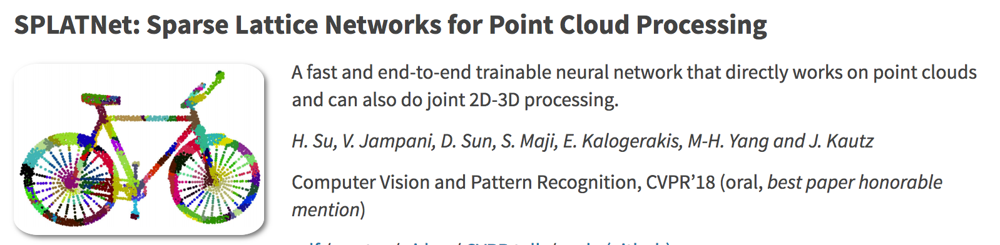 SPLATNet: Sparse Lattice Networks for Point Cloud Processing
A fast and end-to-end trainable neural network that directly works on point clouds
and can also do joint 2D-3D processing.
H. Su, V. Jampani, D. Sun, S. Maji, E. Kalogerakis, M-H. Yang and J. Kautz
Computer Vision and Pattern Recognition, CVPR’18 (oral, best paper honorable
mention)